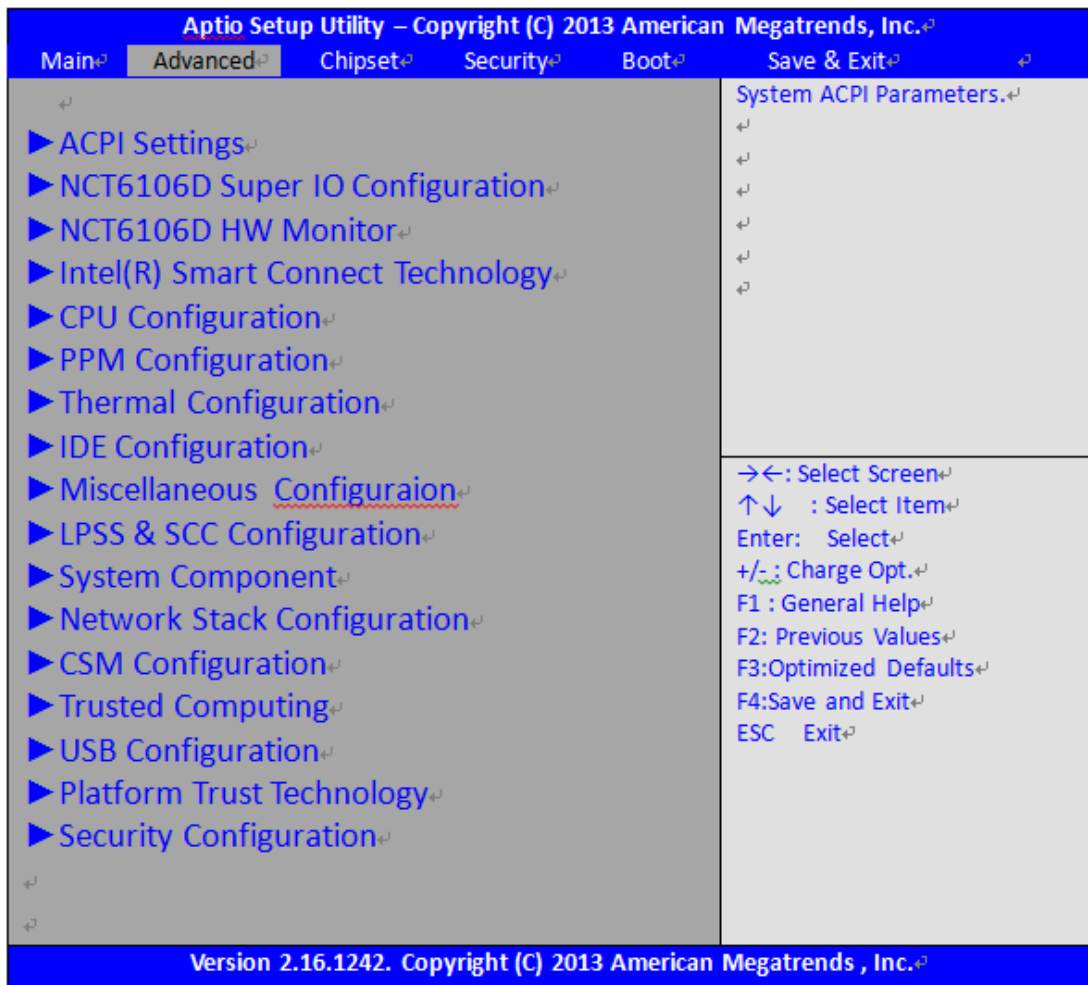 Aptio Setup Utility – Copyright (C) 2013 American Megatrends, Inc.
Main Advanced Chipset Security Boot Save & Exit
►ACPI Settings
►NCT6106D Super IO Configuration
►NCT6106D HW Monitor
►Intel(R) Smart Connect Technology
►CPU Configuration
►PPM Configuration
►Thermal Configuration
►IDE Configuration
►Miscellaneous Configuraion
►LPSS & SCC Configuration
►System Component
►Network Stack Configuration
►CSM Configuration
►Trusted Computing
►USB Configuration
►Platform Trust Technology
►Security Configuration
System ACPI Parameters.
→←: Select Screen
↑↓ : Select Item
Enter: Select
+/- : Charge Opt.
F1 : General Help
F2: Previous Values
F3:Optimized Defaults
F4:Save and Exit
ESC Exit
Version 2.16.1242. Copyright (C) 2013 American Megatrends , Inc.